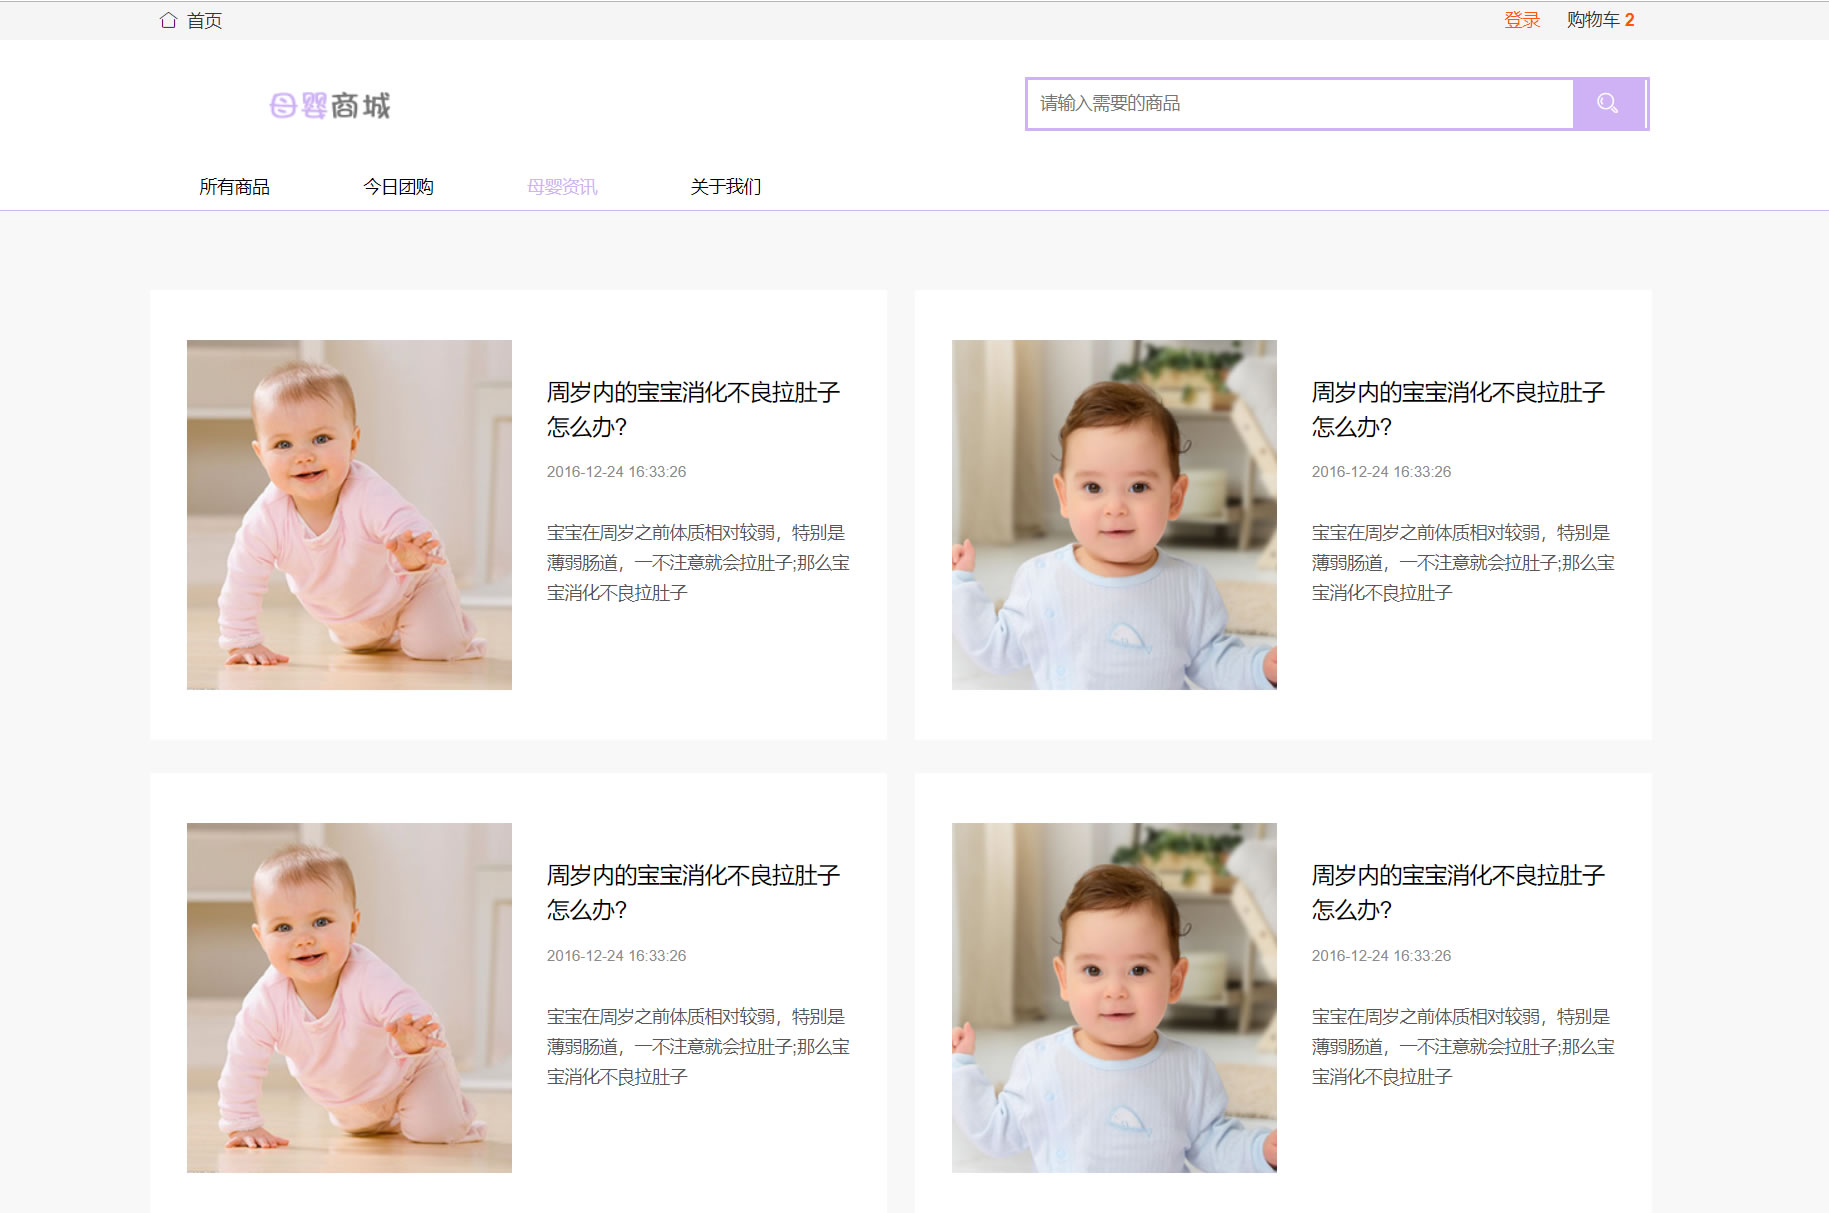 首页
登录 购物车 2
母婴商城
请输入需要的商品
所有商品 今日团购 母婴资讯 关于我们
周岁内的宝宝消化不良拉肚子
怎么办?
2016-12-24 16:33:26
宝宝在周岁之前体质相对较弱，特别是
薄弱肠道，一不注意就会拉肚子;那么宝
宝消化不良拉肚子
周岁内的宝宝消化不良拉肚子
怎么办?
2016-12-24 16:33:26
宝宝在周岁之前体质相对较弱，特别是
薄弱肠道，一不注意就会拉肚子;那么宝
宝消化不良拉肚子
周岁内的宝宝消化不良拉肚子
怎么办?
2016-12-24 16:33:26
宝宝在周岁之前体质相对较弱，特别是
薄弱肠道，一不注意就会拉肚子;那么宝
宝消化不良拉肚子
周岁内的宝宝消化不良拉肚子
怎么办?
2016-12-24 16:33:26
宝宝在周岁之前体质相对较弱，特别是
薄弱肠道，一不注意就会拉肚子;那么宝
宝消化不良拉肚子